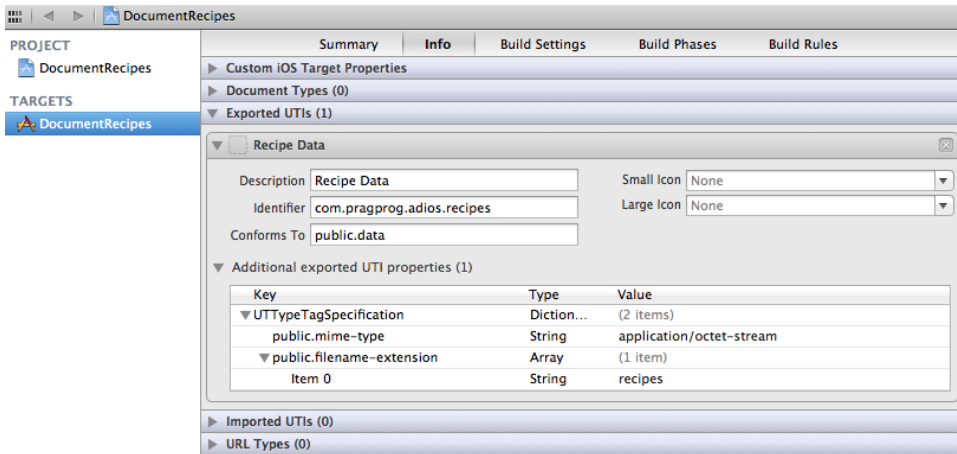 DocumentRecipes
PROJECT
DocumentRecipes
TARGETS
DocumentRecipes
Summary Info Build Settings Build Phases Build Rules
Custom iOS Target Properties
Document Types (0)
Exported UTIs (1)
Recipe Data
Description Recipe Data Small Icon None
Identifier com.pragprog.adios.recipes Large Icon None
Conforms To public.data
Additional exported UTI properties (1)
Key Type Value
UTTypeTagSpecification Diction... (2 items)
public.mime-type String application/octet-stream
public.filename-extension Array (1 item)
Item 0 String recipes
Imported UTIs (0)
URL Types (0)